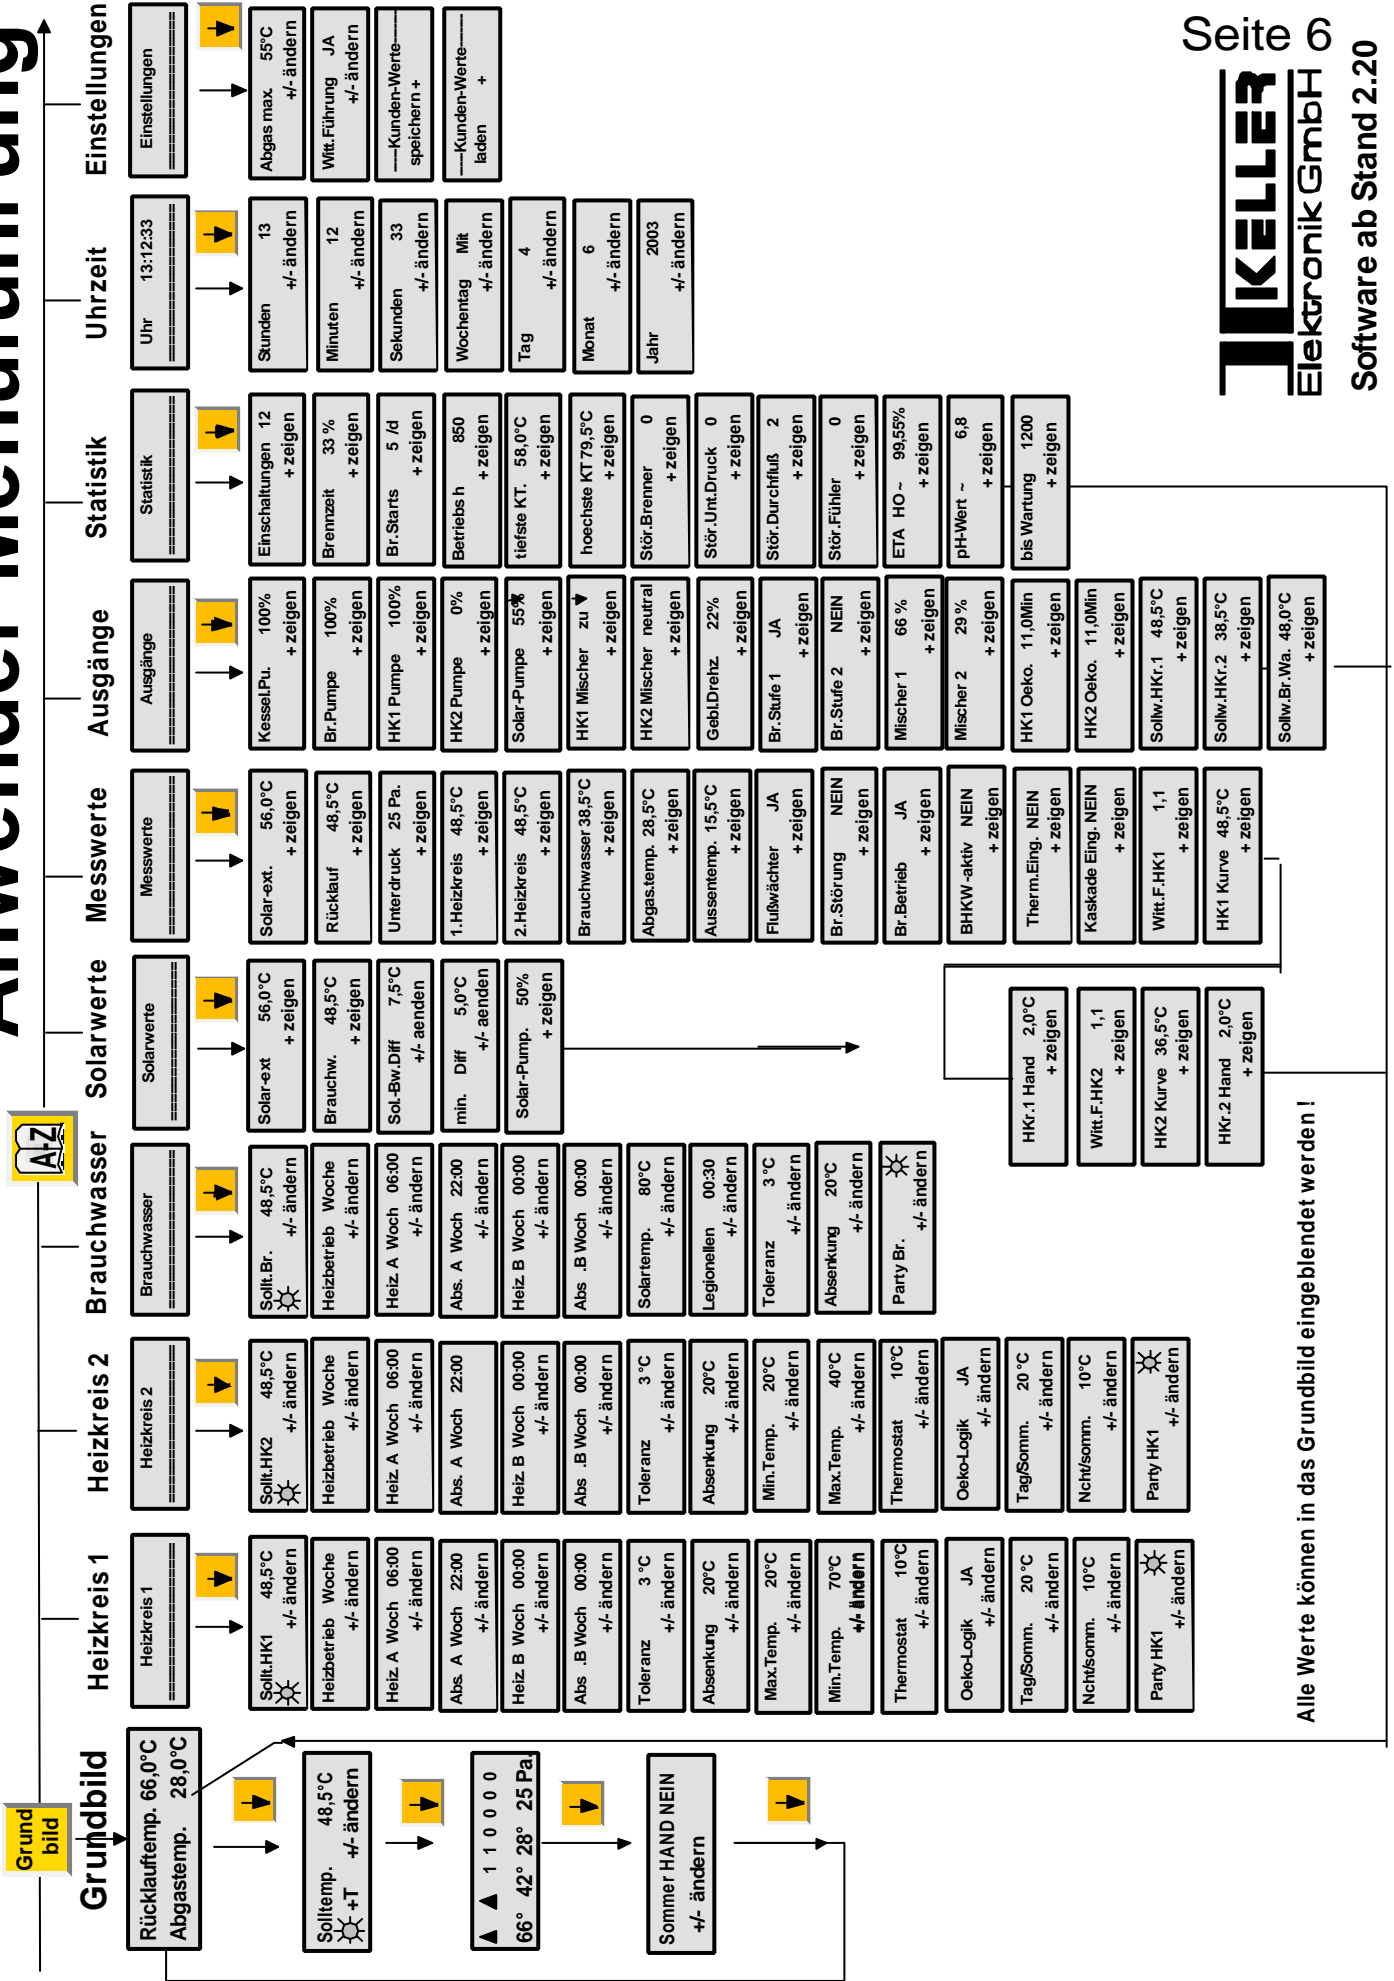 Anwender Menüführung
A-Z
Grund
bild
Grundbild
Rücklauftemp. 66,0°C
Abgastemp. 28,0°C
Solltemp. 48,5°C
+T +/- ändern
1 1 0 0 0 0
66° 42° 28° 25 Pa.
Sommer HAND NEIN
+/- ändern
Heizkreis 1
Heizkreis 1
Sollt.HK1 48,5°C
+/- ändern
Heizbetrieb Woche
+/- ändern
Heiz. A Woch 06:00
+/- ändern
Abs. A Woch 22:00
+/- ändern
Heiz. B Woch 00:00
+/- ändern
Abs .B Woch 00:00
+/- ändern
Toleranz 3 °C
+/- ändern
Absenkung 20°C
+/- ändern
Max.Temp. 20°C
+/- ändern
Min.Temp. 70°C
+/- ändern
Thermostat 10°C
+/- ändern
Oeko-Logik JA
+/- ändern
Tag/Somm. 20 °C
+/- ändern
Ncht/somm. 10°C
+/- ändern
Party HK1
+/- ändern
Heizkreis 2
Heizkreis 2
Sollt.HK2 48,5°C
+/- ändern
Heizbetrieb Woche
+/- ändern
Heiz. A Woch 06:00
+/- ändern
Abs. A Woch 22:00
Heiz. B Woch 00:00
+/- ändern
Abs .B Woch 00:00
+/- ändern
Toleranz 3 °C
+/- ändern
Absenkung 20°C
+/- ändern
Min.Temp. 20°C
+/- ändern
Max.Temp. 40°C
+/- ändern
Thermostat 10°C
+/- ändern
Oeko-Logik JA
+/- ändern
Tag/Somm. 20 °C
+/- ändern
Ncht/somm. 10°C
+/- ändern
Party HK1
+/- ändern
Brauchwasser
Brauchwasser
Sollt.Br. 48,5°C
+/- ändern
Heizbetrieb Woche
+/- ändern
Heiz. A Woch 06:00
+/- ändern
Abs. A Woch 22:00
+/- ändern
Heiz. B Woch 00:00
+/- ändern
Abs .B Woch 00:00
+/- ändern
Solartemp. 80°C
+/- ändern
Legionellen 00:30
+/- ändern
Toleranz 3 °C
+/- ändern
Absenkung 20°C
+/- ändern
Party Br.
+/- ändern
Solarwerte
Solarwerte
Solar-ext 56,0°C
+ zeigen
Brauchw. 48,5°C
+ zeigen
Sol.-Bw.Diff 7,5°C
+/- aenden
min. Diff 5,0°C
+/- aenden
Solar-Pump. 50%
+ zeigen
Messwerte
Messwerte
Solar-ext. 56,0°C
+ zeigen
Rücklauf 48,5°C
+ zeigen
Unterdruck 25 Pa.
+ zeigen
1.Heizkreis 48,5°C
+ zeigen
2.Heizkreis 48,5°C
+ zeigen
Brauchwasser 38,5°C
+ zeigen
Abgas.temp. 28,5°C
+ zeigen
Aussentemp. 15,5°C
+ zeigen
Flußwächter JA
+ zeigen
Br.Störung NEIN
+ zeigen
Br.Betrieb JA
+ zeigen
BHKW -aktiv NEIN
+ zeigen
Therm.Eing. NEIN
+ zeigen
Kaskade Eing. NEIN
+ zeigen
Witt.F.HK1 1,1
+ zeigen
HK1 Kurve 48,5°C
+ zeigen
HKr.1 Hand 2,0°C
+ zeigen
Witt.F.HK2 1,1
+ zeigen
HK2 Kurve 36,5°C
+ zeigen
HKr.2 Hand 2,0°C
+ zeigen
Ausgänge
Ausgänge
Kessel.Pu. 100%
+ zeigen
Br.Pumpe 100%
+ zeigen
HK1 Pumpe 100%
+ zeigen
HK2 Pumpe 0%
+ zeigen
Solar-Pumpe 55%
+ zeigen
HK1 Mischer zu
+ zeigen
HK2 Mischer neutral
+ zeigen
Gebl.Drehz. 22%
+ zeigen
Br.Stufe 1 JA
+ zeigen
Br.Stufe 2 NEIN
+ zeigen
Mischer 1 66 %
+ zeigen
Mischer 2 29 %
+ zeigen
HK1 Oeko. 11,0Min
+ zeigen
HK2 Oeko. 11,0Min
+ zeigen
Sollw.HKr.1 48,5°C
+ zeigen
Sollw.HKr.2 38,5°C
+ zeigen
Sollw.Br.Wa. 48,0°C
+ zeigen
Statistik
Statistik
Einschaltungen 12
+ zeigen
Brennzeit 33 %
+ zeigen
Br.Starts 5 /d
+ zeigen
Betriebs h 850
+ zeigen
tiefste KT. 58,0°C
+ zeigen
hoechste KT 79,5°C
+ zeigen
Stör.Brenner 0
+ zeigen
Stör.Unt.Druck 0
+ zeigen
Stör.Durchfluß 2
+ zeigen
Stör.Fühler 0
+ zeigen
ETA HO ~ 99,55%
+ zeigen
pH-Wert ~ 6,8
+ zeigen
bis Wartung 1200
+ zeigen
Uhrzeit
Uhr 13:12:33
Stunden 13
+/- ändern
Minuten 12
+/- ändern
Sekunden 33
+/- ändern
Wochentag Mit
+/- ändern
Tag 4
+/- ändern
Monat 6
+/- ändern
Jahr 2003
+/- ändern
Einstellungen
Einstellungen
Abgas max. 55°C
+/- ändern
Witt.Führung JA
+/- ändern
----Kunden-Werte-----
speichern +
----Kunden-Werte-----
laden +
Alle Werte können in das Grundbild eingeblendet werden !
Seite 6
KELLER
Elektronik GmbH
Software ab Stand 2.20